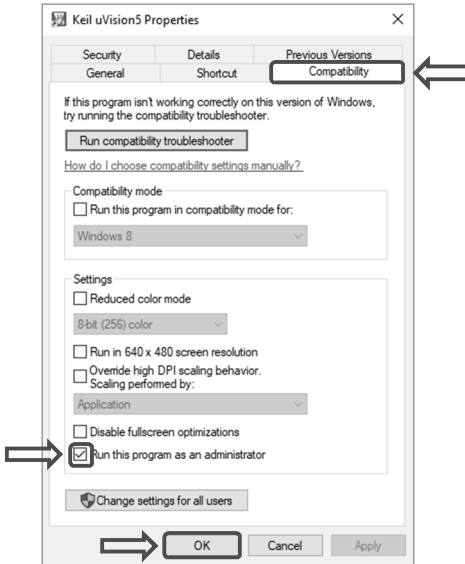 Keil uVision5 Properties
Security Details Previous Versions
General Shortcut Compatibility
If this program isn't working correctly on this version of Windows,
try running the compatibility troubleshooter.
Run compatibility troubleshooter
How do I choose compatibility settings manually?
Compatibility mode
Run this program in compatibility mode for:
Windows 8
Settings
Reduced color mode
8-bit (256) color
Run in 640 x 480 screen resolution
Override high DPI scaling behavior.
Scaling performed by:
Application
Disable fullscreen optimizations
Run this program as an administrator
Change settings for all users
OK Cancel Apply